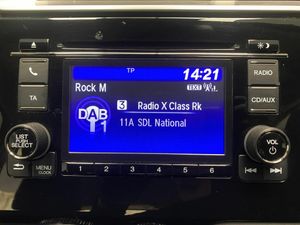 TP
14:21
RADIO
Rock M
TEXT
TA
CD/AUX
3 Radio X Class Rk
DAB
1
11A SDL National
LIST
PUSH
SELECT
VOL
MENU
CLOCK
1 2 3 4 5 6